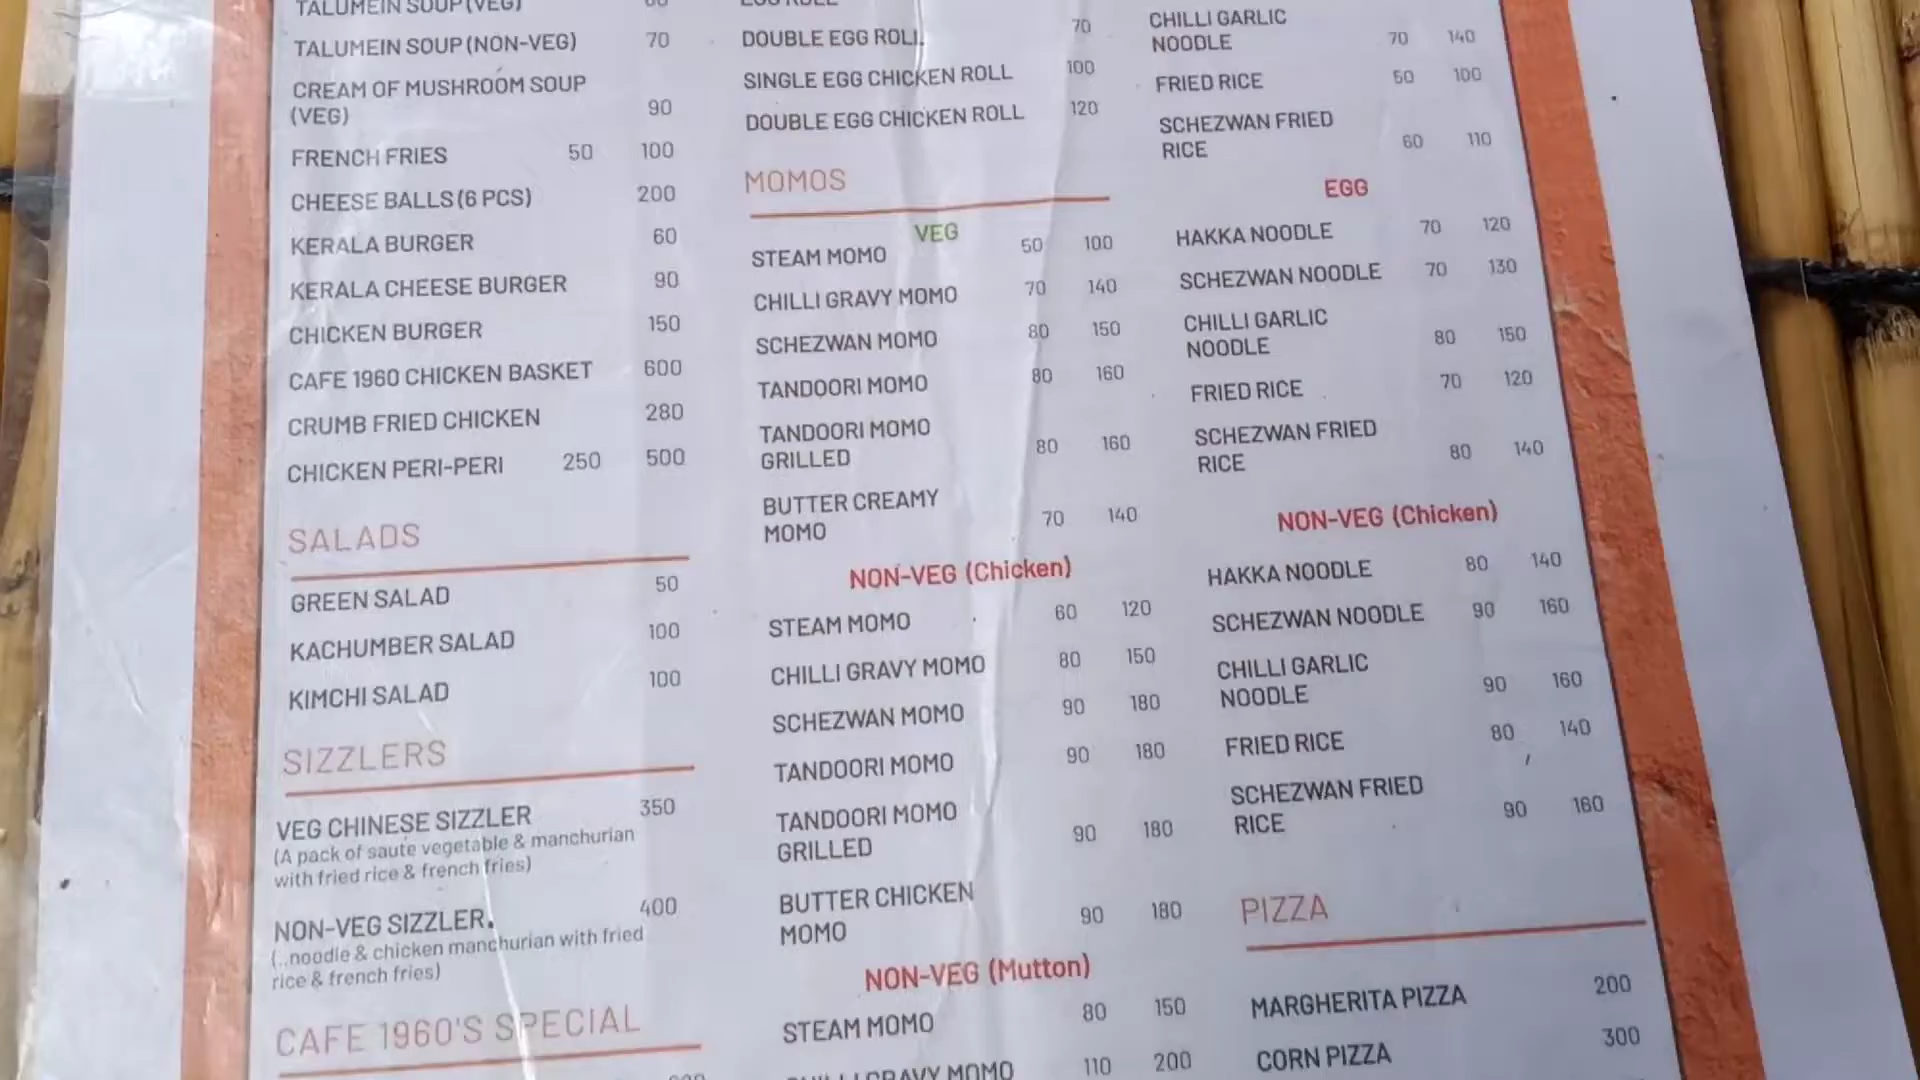 TALUMEIN SOUP (VEG)
TALUMEIN SOUP (NON-VEG) 70
CREAM OF MUSHROOM SOUP
(VEG) 90
FRENCH FRIES 50 100
CHEESE BALLS (6 PCS) 200
KERALA BURGER 60
KERALA CHEESE BURGER 90
CHICKEN BURGER 150
CAFE 1960 CHICKEN BASKET 600
CRUMB FRIED CHICKEN 280
CHICKEN PERI-PERI 250 500
SALADS
GREEN SALAD 50
KACHUMBER SALAD 100
KIMCHI SALAD 100
SIZZLERS
VEG CHINESE SIZZLER 350
(A pack of saute vegetable & manchurian
with fried rice & french fries)
NON-VEG SIZZLER. 400
(..noodle & chicken manchurian with fried
rice & french fries)
CAFE 1960'S SPECIAL
EGG ROLL
DOUBLE EGG ROLL 70
SINGLE EGG CHICKEN ROLL 100
DOUBLE EGG CHICKEN ROLL 120
MOMOS
VEG
STEAM MOMO 50 100
CHILLI GRAVY MOMO 70 140
SCHEZWAN MOMO 80 150
TANDOORI MOMO 80 160
TANDOORI MOMO
GRILLED 80 160
BUTTER CREAMY
MOMO 70 140
NON-VEG (Chicken)
STEAM MOMO 60 120
CHILLI GRAVY MOMO 80 150
SCHEZWAN MOMO 90 180
TANDOORI MOMO 90 180
TANDOORI MOMO
GRILLED 90 180
BUTTER CHICKEN
MOMO 90 180
NON-VEG (Mutton)
STEAM MOMO 80 150
CHILLI GRAVY MOMO 110 200
CHILLI GARLIC
NOODLE 70 140
FRIED RICE 50 100
SCHEZWAN FRIED
RICE 60 110
EGG
HAKKA NOODLE 70 120
SCHEZWAN NOODLE 70 130
CHILLI GARLIC
NOODLE 80 150
FRIED RICE 70 120
SCHEZWAN FRIED
RICE 80 140
NON-VEG (Chicken)
HAKKA NOODLE 80 140
SCHEZWAN NOODLE 90 160
CHILLI GARLIC
NOODLE 90 160
FRIED RICE 80 140
SCHEZWAN FRIED
RICE 90 160
PIZZA
MARGHERITA PIZZA 200
CORN PIZZA 300